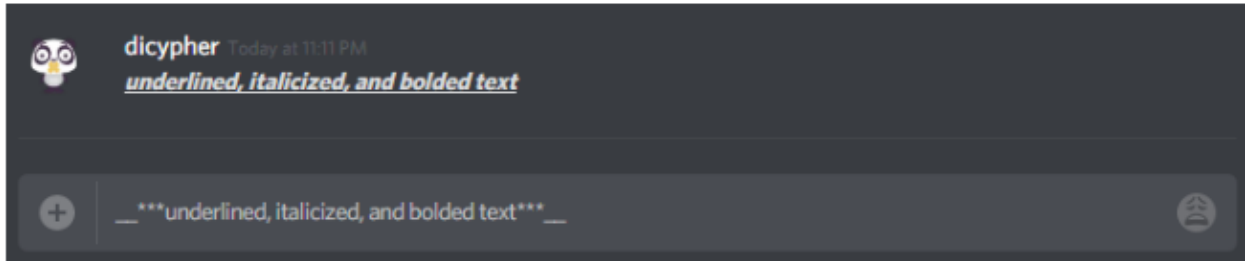 dicypher Today at 11:11 PM
underlined, italicized, and bolded text
__***underlined, italicized, and bolded text***__